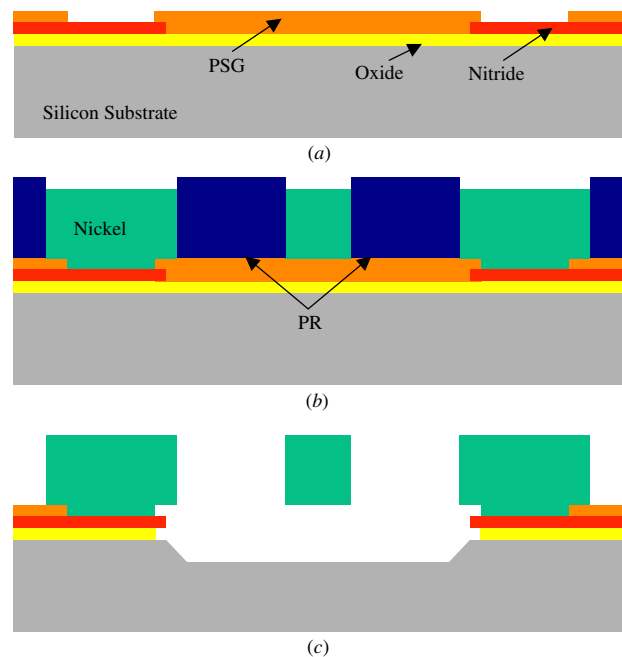 PSG
Oxide
Nitride
Silicon Substrate
(a)
Nickel
PR
(b)
(c)